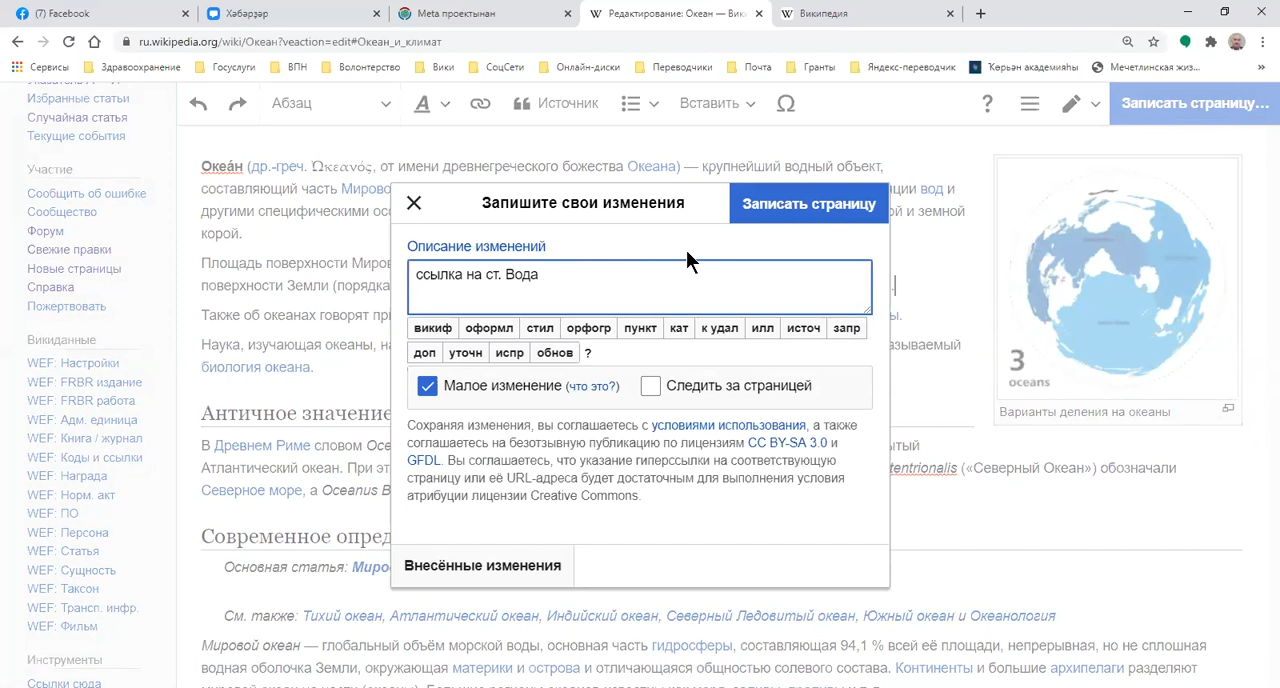 (7) Facebook
Хәбәрҙәр
Meta проектынан
Редактирование: Океан — Вики
Википедия
ru.wikipedia.org/wiki/Океан?veaction=edit#Океан_и_климат
Сервисы
Здравоохранение
Госуслуги
ВПН
Волонтерство
Вики
СоцСети
Онлайн-диски
Переводчики
Почта
Гранты
Яндекс-переводчик
Ҡөрьән академияһы
Мечетлинская жиз...
»
Избранные статьи
Случайная статья
Текущие события
Участие
Сообщить об ошибке
Сообщество
Форум
Свежие правки
Новые страницы
Справка
Пожертвовать
Викиданные
WEF: Настройки
WEF: FRBR издание
WEF: FRBR работа
WEF: Адм. единица
WEF: Книга / журнал
WEF: Коды и ссылки
WEF: Награда
WEF: Норм. акт
WEF: ПО
WEF: Персона
WEF: Статья
WEF: Сущность
WEF: Таксон
WEF: Трансп. инфр.
WEF: Фильм
Инструменты
Ссылки сюда
Абзац
A
Источник
Вставить
Ω
?
Записать страницу...
Океа́н (др.-греч. Ὠκεανός, от имени древнегреческого божества Океана) — крупнейший водный объект,
составляющий часть Мирово
ции вод и
другими специфическими осо
й и земной
корой.
Площадь поверхности Миров
поверхности Земли (порядка
Также об океанах говорят при
ы.
Наука, изучающая океаны, на
азываемый
биология океана.
Античное значение
В Древнем Риме словом Oce
ытый
Атлантический океан. При эт
tentrionalis («Северный Океан») обозначали
Северное море, а Oceanus B
Современное опред
Основная статья: Миро
См. также: Тихий океан, Атлантический океан, Индийский океан, Северный Ледовитый океан, Южный океан и Океанология
Мировой океан — глобальный объём морской воды, основная часть гидросферы, составляющая 94,1 % всей её площади, непрерывная, но не сплошная
водная оболочка Земли, окружающая материки и острова и отличающаяся общностью солевого состава. Континенты и большие архипелаги разделяют
3
oceans
Варианты деления на океаны
Запишите свои изменения
Записать страницу
Описание изменений
ссылка на ст. Вода
викиф
оформл
стил
орфогр
пункт
кат
к удал
илл
источ
запр
доп
уточн
испр
обнов
?
Малое изменение (что это?)
Следить за страницей
Сохраняя изменения, вы соглашаетесь с условиями использования, а также
соглашаетесь на безотзывную публикацию по лицензиям CC BY-SA 3.0 и
GFDL. Вы соглашаетесь, что указание гиперссылки на соответствующую
страницу или её URL-адреса будет достаточным для выполнения условия
атрибуции лицензии Creative Commons.
Внесённые изменения